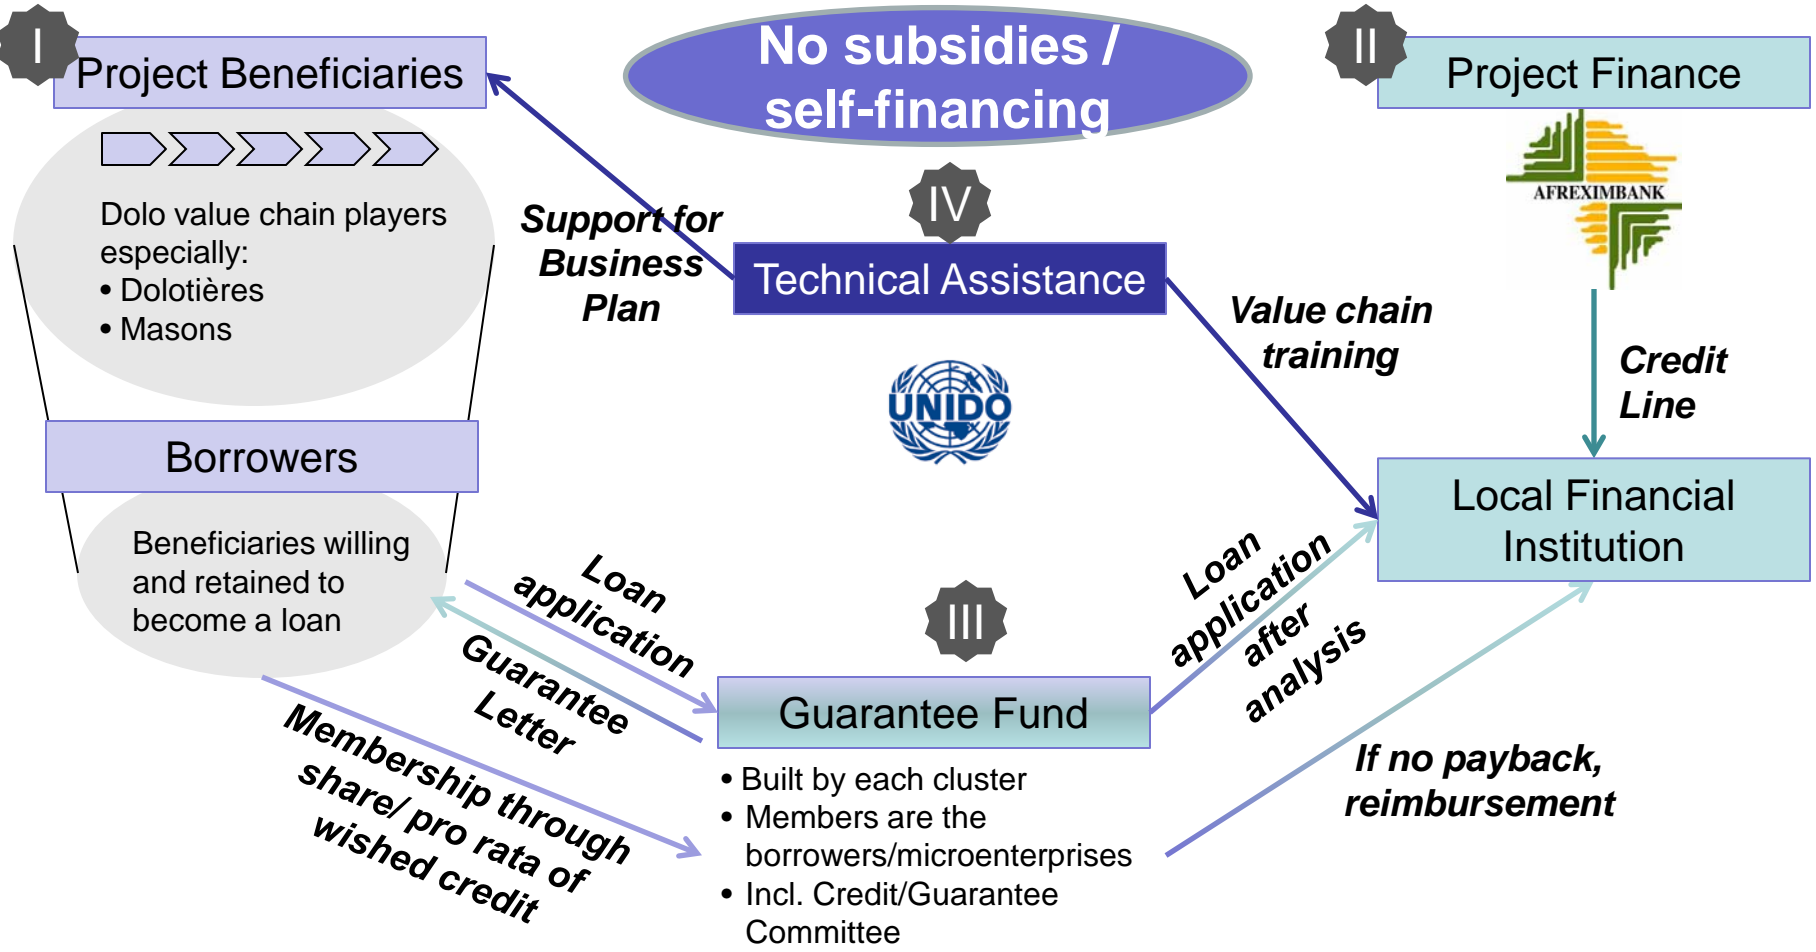 I
Project Beneficiaries
Dolo value chain players
especially:
• Dolotières
• Masons
Borrowers
Beneficiaries willing
and retained to
become a loan
No subsidies /
self-financing
II
Project Finance
AFREXIMBANK
IV
Technical Assistance
UNIDO
Support for
Business
Plan
Value chain
training
Credit
Line
Local Financial
Institution
Loan
application
Guarantee
Letter
Membership through
share/ pro rata of
wished credit
III
Guarantee Fund
• Built by each cluster
• Members are the
borrowers/microenterprises
• Incl. Credit/Guarantee
Committee
Loan
application
after
analysis
If no payback,
reimbursement